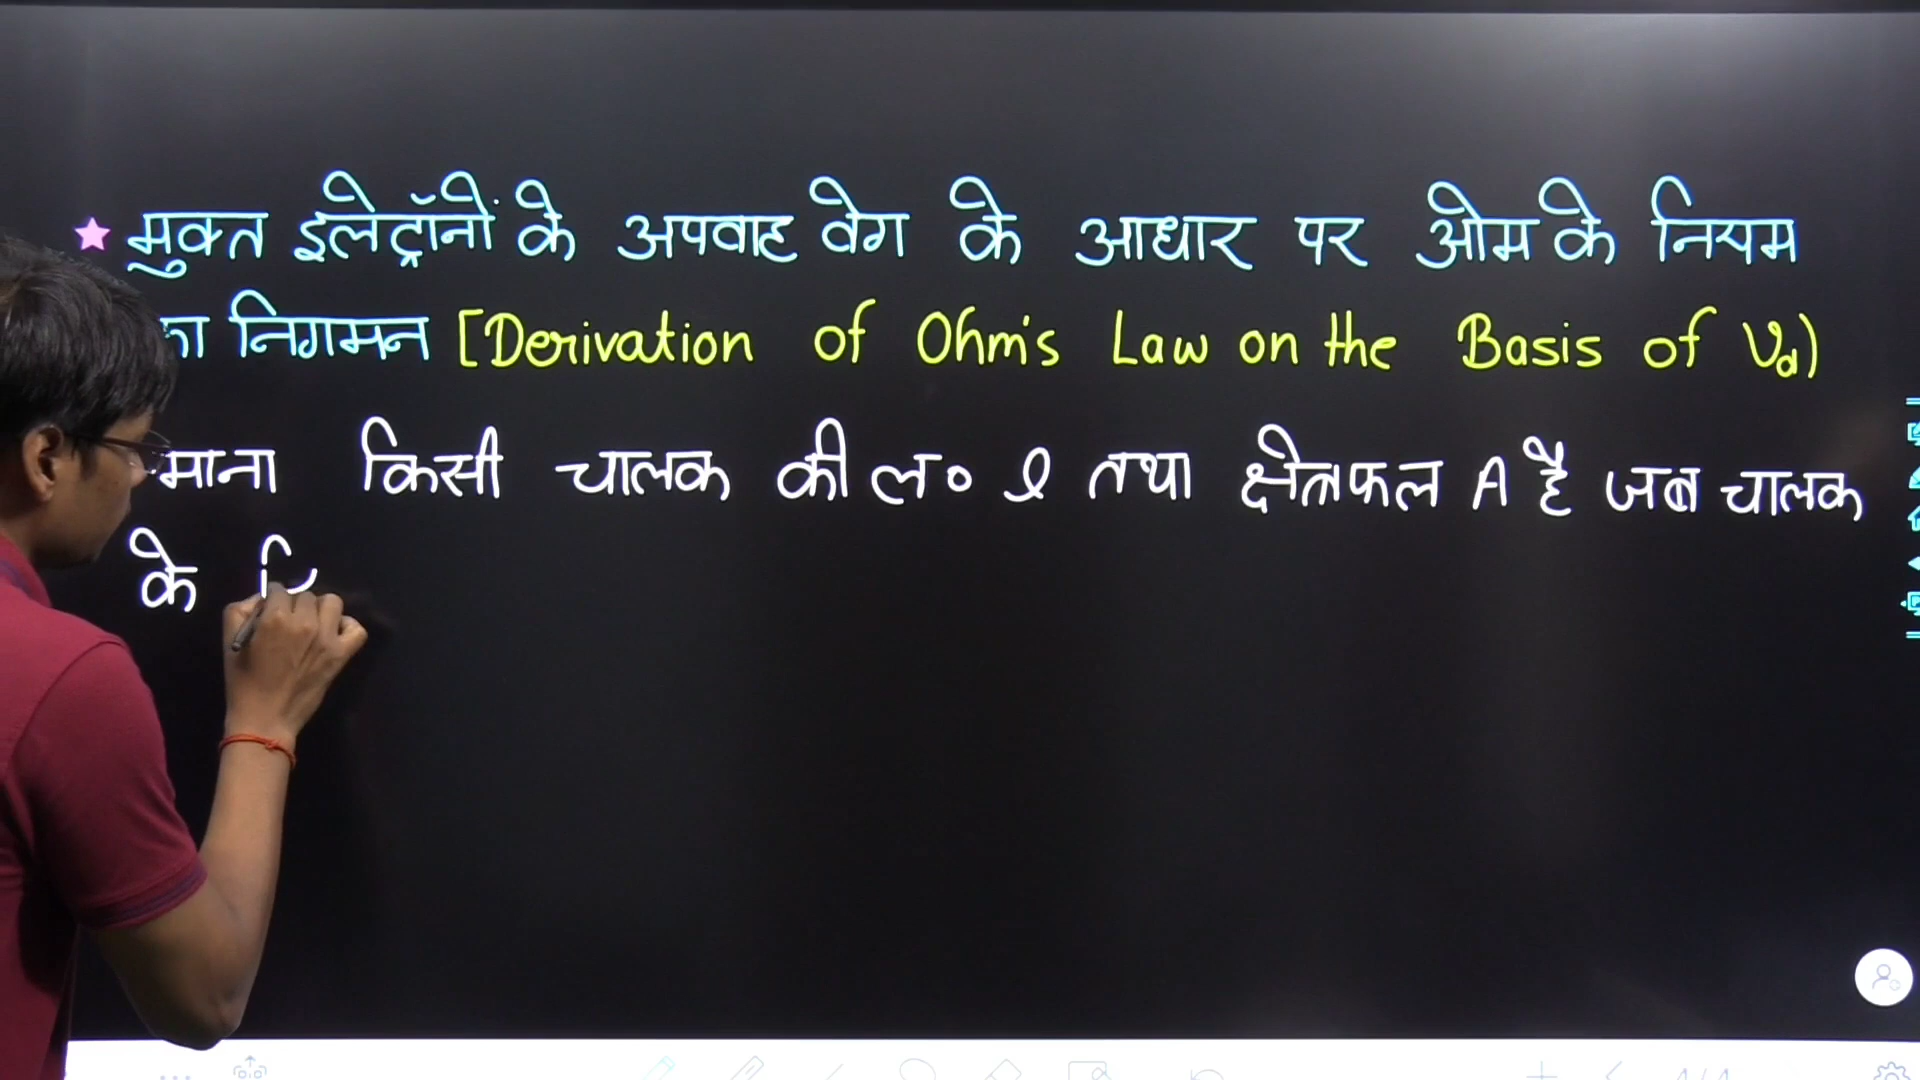 ★ मुक्त इलेट्रॉनों के अपवाह वेग के आधार पर ओम के नियम
का निगमन [Derivation of Ohm's Law on the Basis of Vd)
माना किसी चालक की ल० l तथा क्षेत्रफल A है जब चालक
के